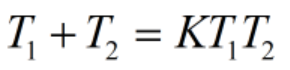 T₁ + T₂ = KT₁T₂